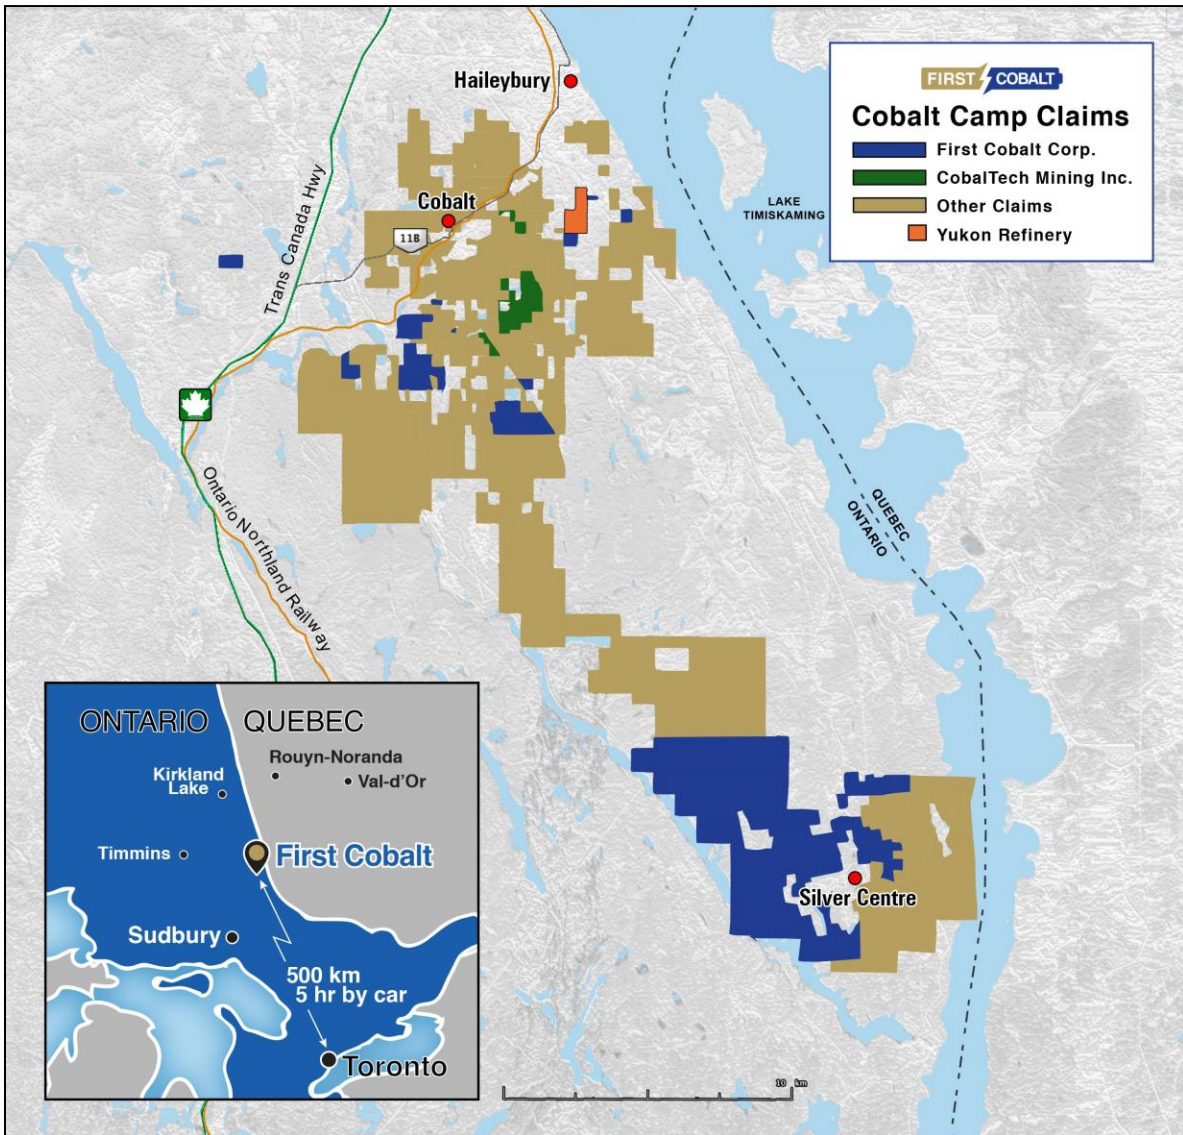 Haileybury
Cobalt
11B
Trans Canada Hwy
Ontario Northland Railway
LAKE
TIMISKAMING
QUEBEC
ONTARIO
Silver Centre
FIRST COBALT
Cobalt Camp Claims
First Cobalt Corp.
CobalTech Mining Inc.
Other Claims
Yukon Refinery
ONTARIO QUEBEC
Rouyn-Noranda
Kirkland
Lake
Val-d'Or
Timmins
First Cobalt
Sudbury
500 km
5 hr by car
Toronto
10 km